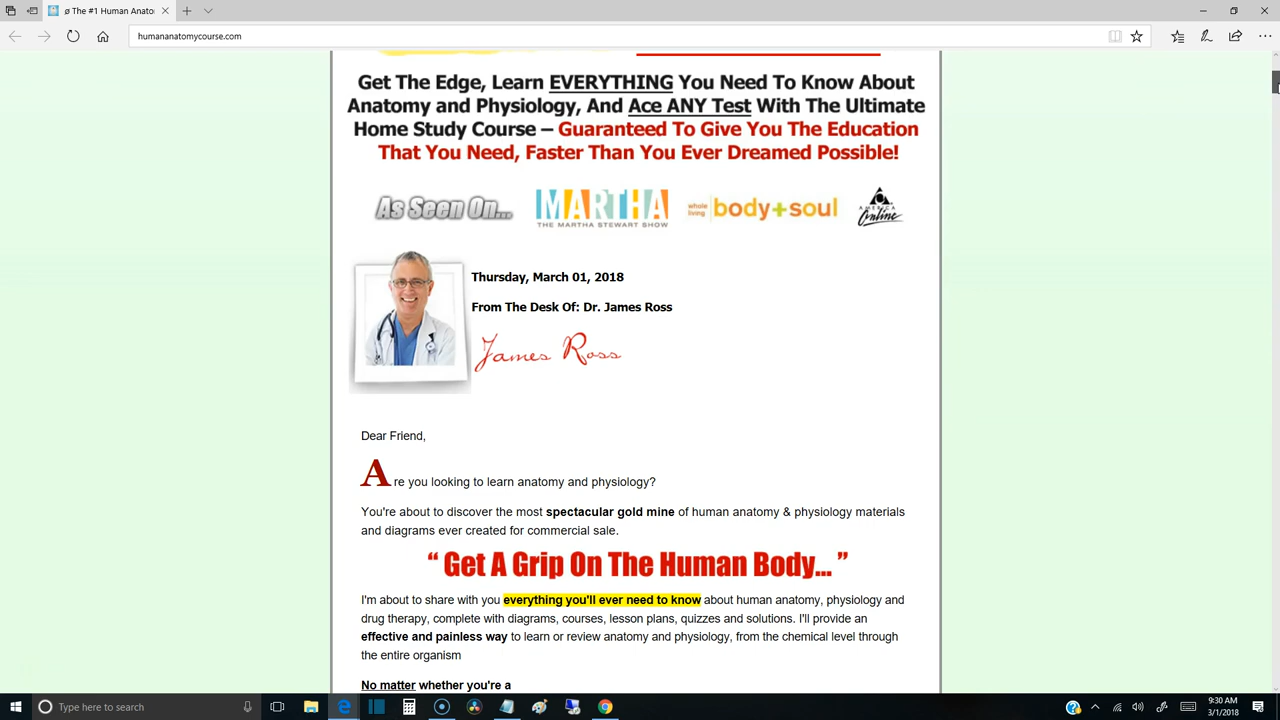 ø The #1 Human Anato
humananatomycourse.com
Get The Edge, Learn EVERYTHING You Need To Know About
Anatomy and Physiology, And Ace ANY Test With The Ultimate
Home Study Course – Guaranteed To Give You The Education
That You Need, Faster Than You Ever Dreamed Possible!
As Seen On...
MARTHA
THE MARTHA STEWART SHOW
whole living body+soul
AMERICA Online
Thursday, March 01, 2018
From The Desk Of: Dr. James Ross
James Ross
Dear Friend,
Are you looking to learn anatomy and physiology?
You're about to discover the most spectacular gold mine of human anatomy & physiology materials
and diagrams ever created for commercial sale.
“ Get A Grip On The Human Body... ”
I'm about to share with you everything you'll ever need to know about human anatomy, physiology and
drug therapy, complete with diagrams, courses, lesson plans, quizzes and solutions. I'll provide an
effective and painless way to learn or review anatomy and physiology, from the chemical level through
the entire organism
No matter whether you're a
Type here to search
9:30 AM
3/1/2018